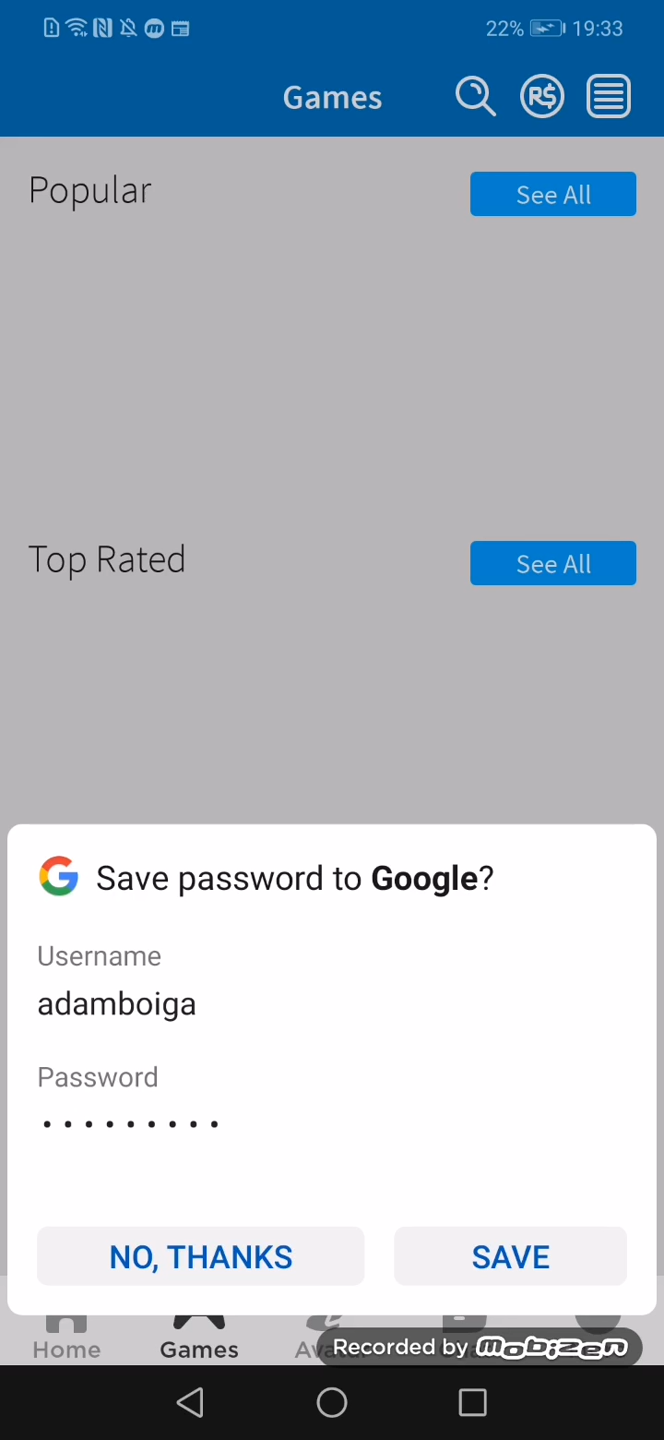 22% 19:33
Games
R$
Popular
See All
Top Rated
See All
Save password to Google?
Username
adamboiga
Password
•••••••••
NO, THANKS
SAVE
Home
Games
Recorded by mobizen